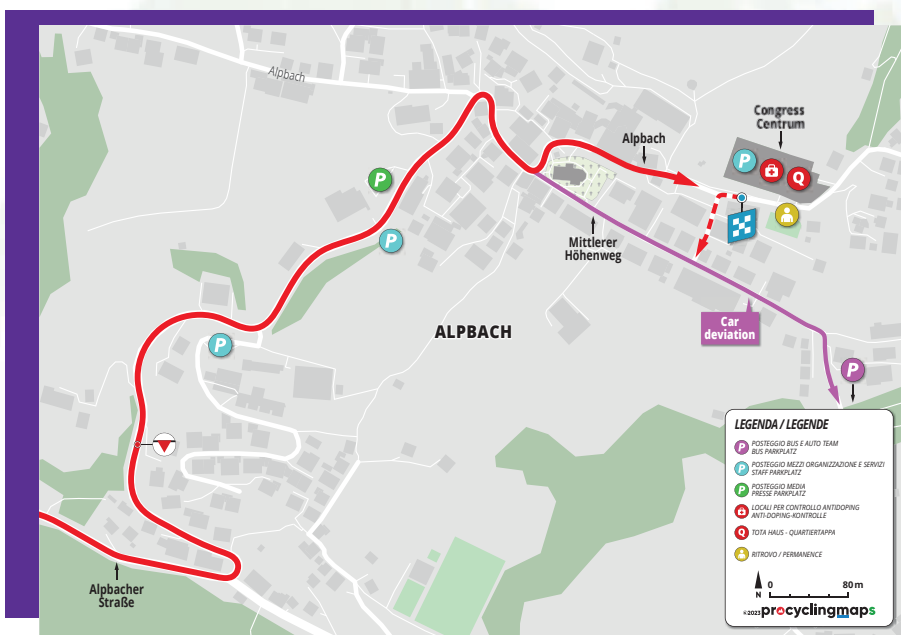 Alpbach
Congress
Centrum
Alpbach
P
Q
P
P
Mittlerer
Höhenweg
P
ALPBACH
Car
deviation
P
P
Alpbacher
Straße
LEGENDA / LEGENDE
P POSTEGGIO BUS E AUTO TEAM
BUS PARKPLATZ
P POSTEGGIO MEZZI ORGANIZZAZIONE E SERVIZI
STAFF PARKPLATZ
P POSTEGGIO MEDIA
PRESSE PARKPLATZ
LOCALI PER CONTROLLO ANTIDOPING
ANTI-DOPING-KONTROLLE
Q TOTA HAUS - QUARTIERTAPPA
RITROVO / PERMANENCE
N
0 80 m
©2023 procyclingmaps